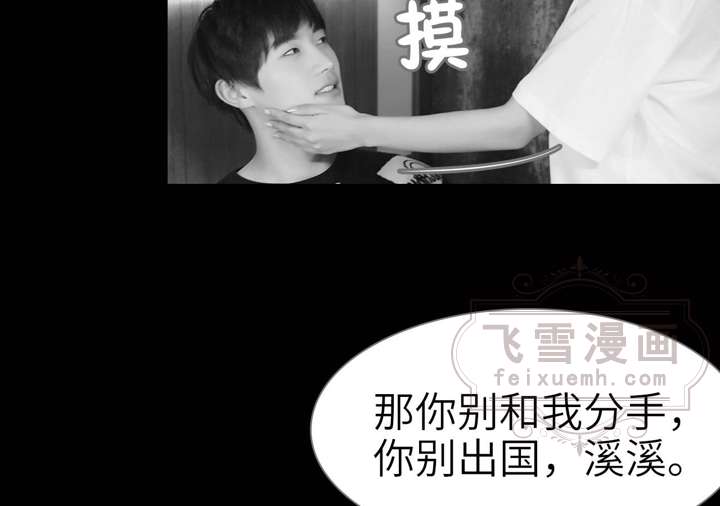 摸
飞雪漫画
feixuemh.com
那你别和我分手，
你别出国，溪溪。